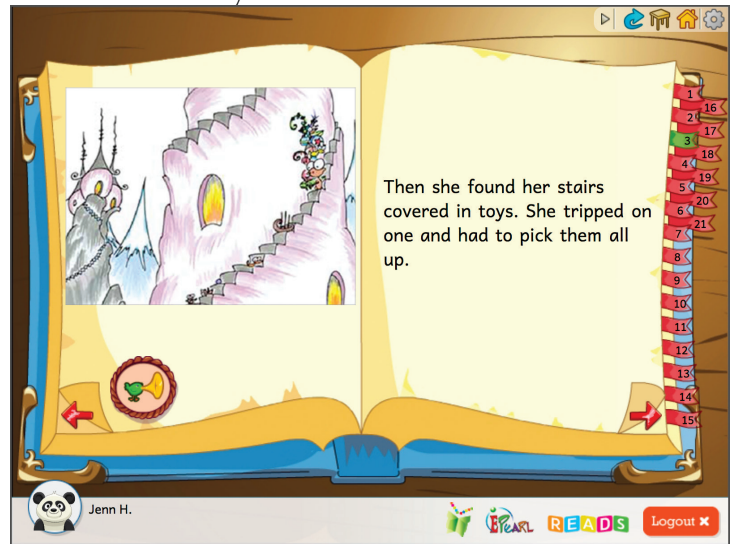 Then she found her stairs
covered in toys. She tripped on
one and had to pick them all
up.
1
2
3
4
5
6
7
8
9
10
11
12
13
14
15
16
17
18
19
20
21
Jenn H.
EPEARL
READS
Logout ×